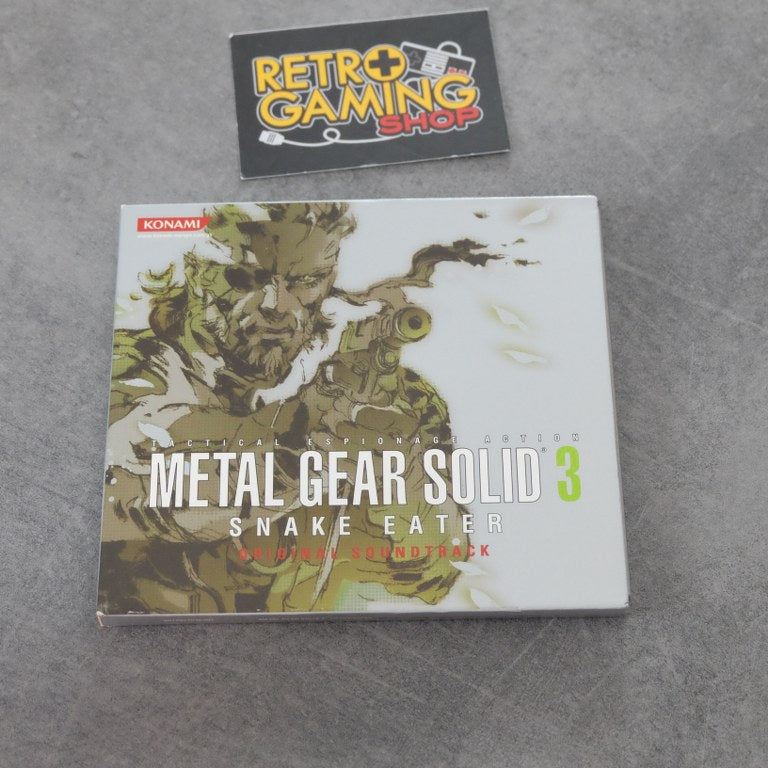 RETRO
GAMING
SHOP
KONAMI
TACTICAL ESPIONAGE ACTION
METAL GEAR SOLID® 3
SNAKE EATER
ORIGINAL SOUNDTRACK